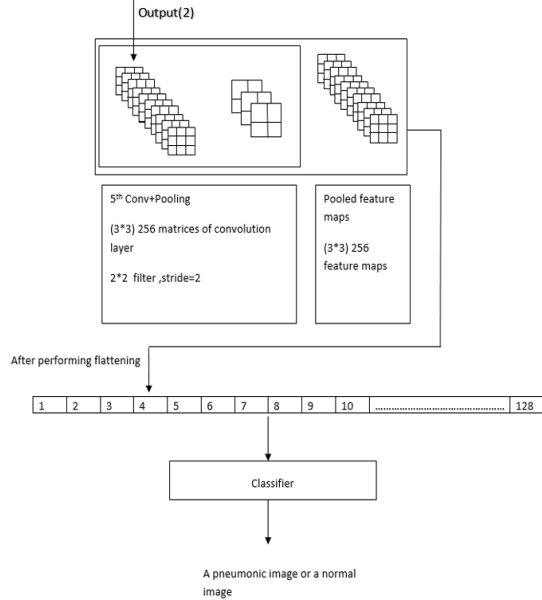 Output(2)
5th Conv+Pooling
(3*3) 256 matrices of convolution
layer
2*2 filter ,stride=2
Pooled feature
maps
(3*3) 256
feature maps
After performing flattening
1 2 3 4 5 6 7 8 9 10 ................................................ 128
Classifier
A pneumonic image or a normal
image